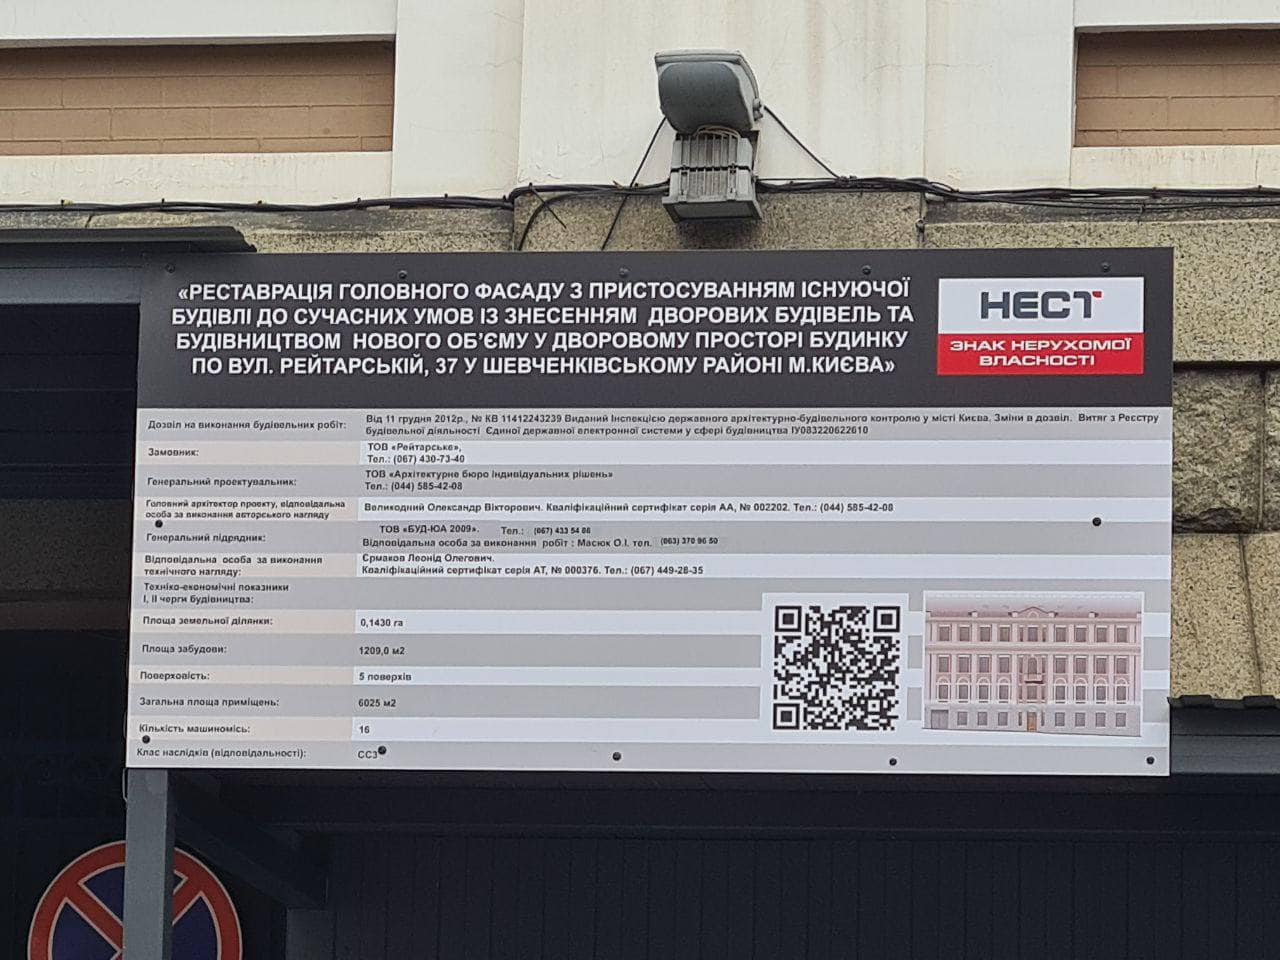 «РЕСТАВРАЦІЯ ГОЛОВНОГО ФАСАДУ З ПРИСТОСУВАННЯМ ІСНУЮЧОЇ
БУДІВЛІ ДО СУЧАСНИХ УМОВ ІЗ ЗНЕСЕННЯМ ДВОРОВИХ БУДІВЕЛЬ ТА
БУДІВНИЦТВОМ НОВОГО ОБ’ЄМУ У ДВОРОВОМУ ПРОСТОРІ БУДИНКУ
ПО ВУЛ. РЕЙТАРСЬКІЙ, 37 У ШЕВЧЕНКІВСЬКОМУ РАЙОНІ М.КИЄВА»
НЕСТ
ЗНАК НЕРУХОМОЇ
ВЛАСНОСТІ
Дозвіл на виконання будівельних робіт:
Від 11 грудня 2012р., № КВ 11412243239 Виданий Інспекцією державного архітектурно-будівельного контролю у місті Києва. Зміни в дозвіл. Витяг з Реєстру
будівельної діяльності Єдиної державної електронної системи у сфері будівництва ІУ083220622610
Замовник:
ТОВ «Рейтарське»,
Тел.: (067) 430-73-40
Генеральний проектувальник:
ТОВ «Архітектурне бюро індивідуальних рішень»
Тел.: (044) 585-42-08
Головний архітектор проекту, відповідальна
особа за виконання авторського нагляду
Великодний Олександр Вікторович. Кваліфікаційний сертифікат серія АА, № 002202. Тел.: (044) 585-42-08
Генеральний підрядник:
ТОВ «БУД-ЮА 2009». Тел.: (067) 433 54 86
Відповідальна особа за виконання робіт : Масюк О.І. тел. (063) 370 96 50
Відповідальна особа за виконання
технічного нагляду:
Єрмаков Леонід Олегович.
Кваліфікаційний сертифікат серія АТ, № 000376. Тел.: (067) 449-28-35
Техніко-економічні показники
І, ІІ черги будівництва:
Площа земельної ділянки:
0,1430 га
Площа забудови:
1209,0 м2
Поверховість:
5 поверхів
Загальна площа приміщень:
6025 м2
Кількість машиномісь:
16
Клас наслідків (відповідальності):
СС3